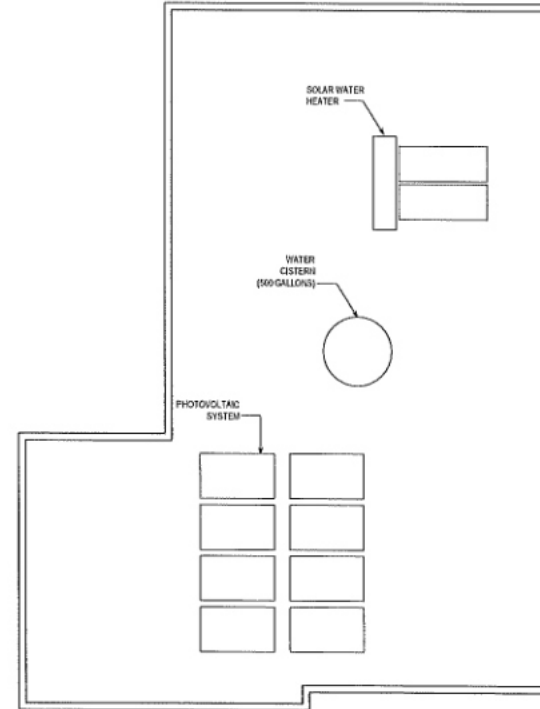 SOLAR WATER
HEATER
WATER
CISTERN
(500 GALLONS)
PHOTOVOLTAIC
SYSTEM